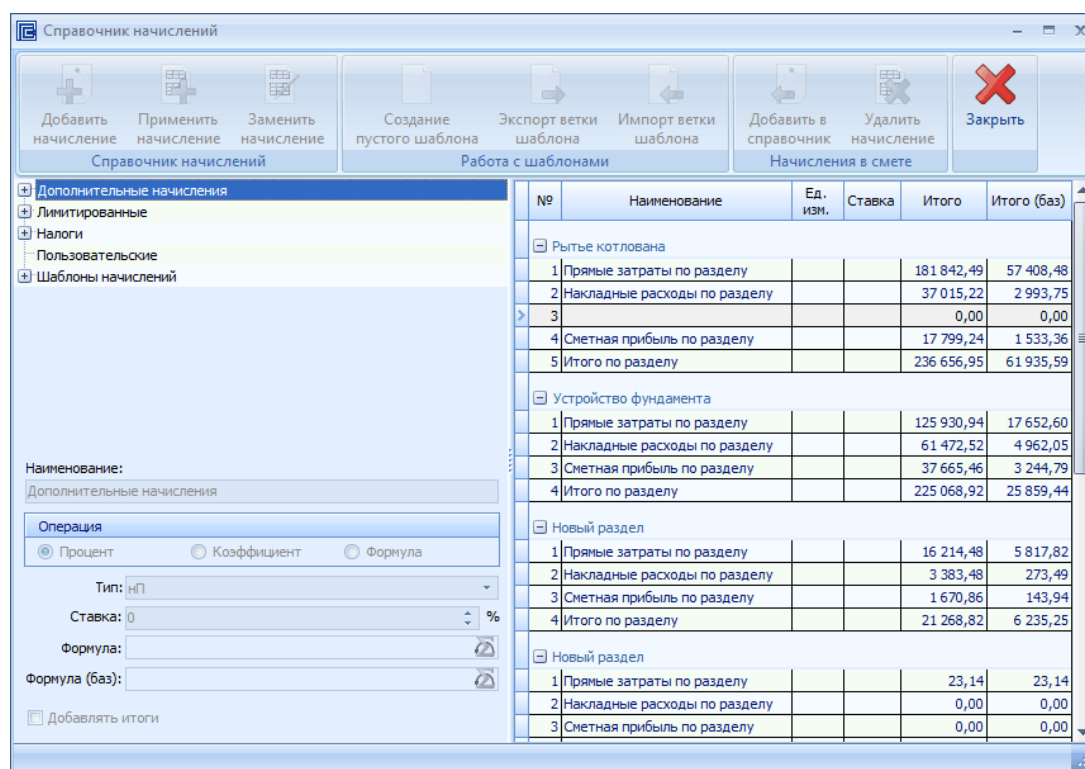 Справочник начислений
Добавить начисление
Применить начисление
Заменить начисление
Создание пустого шаблона
Экспорт ветки шаблона
Импорт ветки шаблона
Добавить в справочник
Удалить начисление
Закрыть
Справочник начислений
Работа с шаблонами
Начисления в смете
Дополнительные начисления
Лимитированные
Налоги
Пользовательские
Шаблоны начислений
Наименование:
Дополнительные начисления
Операция
Процент Коэффициент Формула
Тип: нП
Ставка: 0 %
Формула:
Формула (баз):
Добавлять итоги
№ Наименование Ед. изм. Ставка Итого Итого (баз)
Рытье котлована
1 Прямые затраты по разделу 181 842,49 57 408,48
2 Накладные расходы по разделу 37 015,22 2 993,75
3 0,00 0,00
4 Сметная прибыль по разделу 17 799,24 1 533,36
5 Итого по разделу 236 656,95 61 935,59
Устройство фундамента
1 Прямые затраты по разделу 125 930,94 17 652,60
2 Накладные расходы по разделу 61 472,52 4 962,05
3 Сметная прибыль по разделу 37 665,46 3 244,79
4 Итого по разделу 225 068,92 25 859,44
Новый раздел
1 Прямые затраты по разделу 16 214,48 5 817,82
2 Накладные расходы по разделу 3 383,48 273,49
3 Сметная прибыль по разделу 1 670,86 143,94
4 Итого по разделу 21 268,82 6 235,25
Новый раздел
1 Прямые затраты по разделу 23,14 23,14
2 Накладные расходы по разделу 0,00 0,00
3 Сметная прибыль по разделу 0,00 0,00